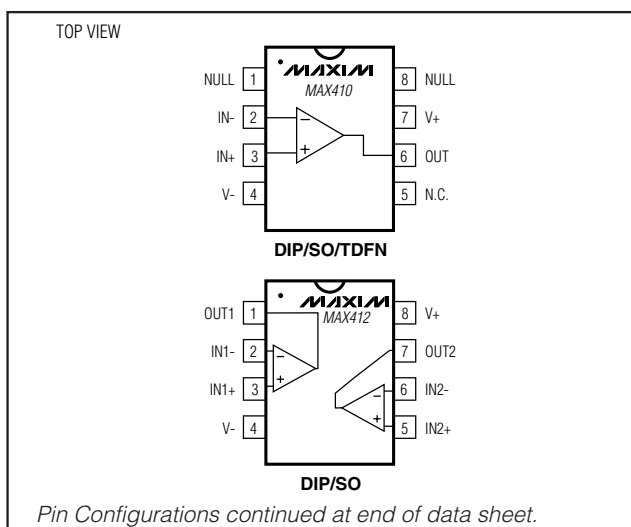 TOP VIEW
MAXIM
MAX410
NULL 1
8 NULL
IN- 2
7 V+
IN+ 3
6 OUT
V- 4
5 N.C.
−
+
DIP/SO/TDFN
MAXIM
MAX412
OUT1 1
8 V+
IN1- 2
7 OUT2
IN1+ 3
6 IN2-
V- 4
5 IN2+
−
+
−
+
DIP/SO
Pin Configurations continued at end of data sheet.